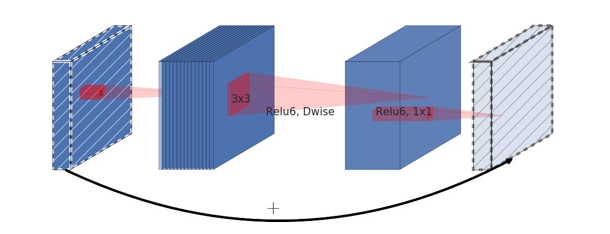 3x3
Relu6, Dwise
Relu6, 1x1
+